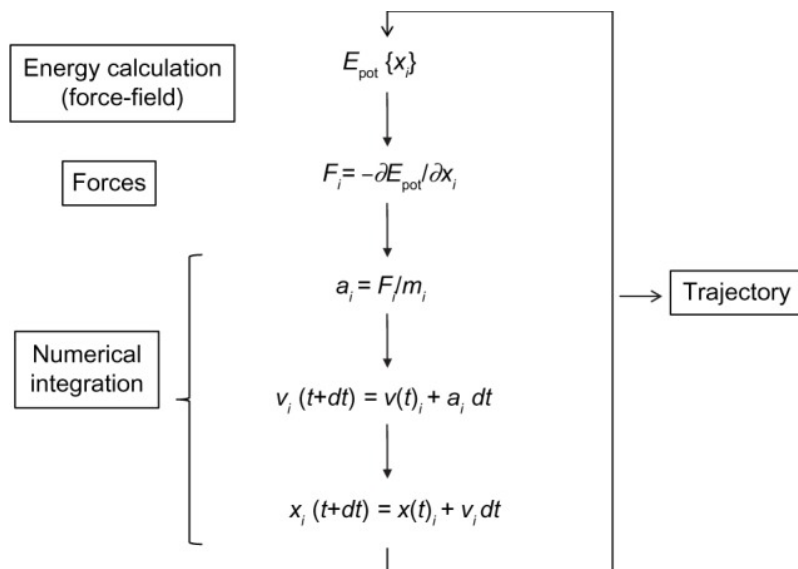 Energy calculation
(force-field)
E_pot {x_i}
Forces
F_i = −∂E_pot/∂x_i
a_i = F_i/m_i
Trajectory
Numerical
integration
v_i (t+dt) = v(t)_i + a_i dt
x_i (t+dt) = x(t)_i + v_i dt